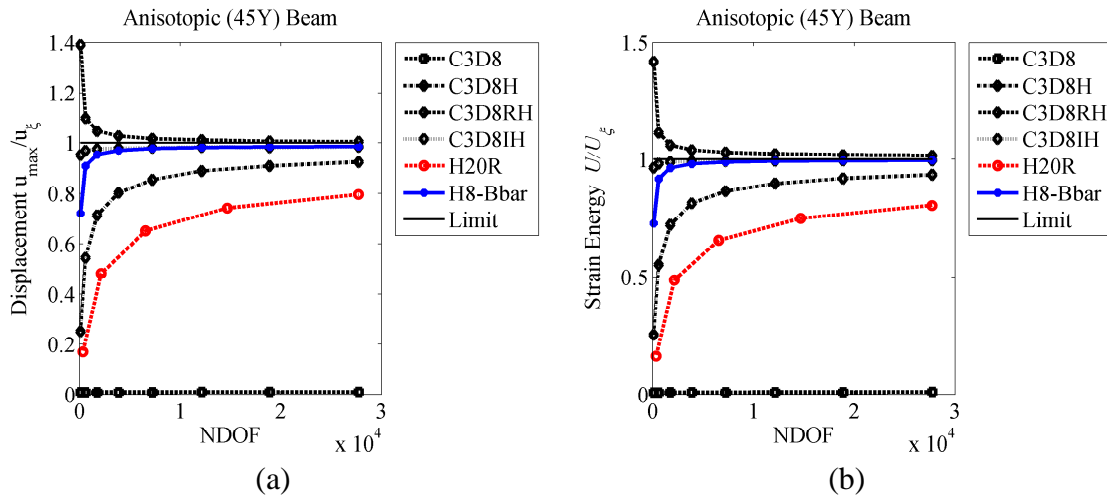 Anisotopic (45Y) Beam
Displacement u_max/u_ξ
1.4
1.2
1
0.8
0.6
0.4
0.2
0
0
1
2
3
x 10^4
NDOF
C3D8
C3D8H
C3D8RH
C3D8IH
H20R
H8-Bbar
Limit
(a)
Anisotopic (45Y) Beam
Strain Energy U/U_ξ
1.5
1
0.5
0
0
1
2
3
x 10^4
NDOF
C3D8
C3D8H
C3D8RH
C3D8IH
H20R
H8-Bbar
Limit
(b)